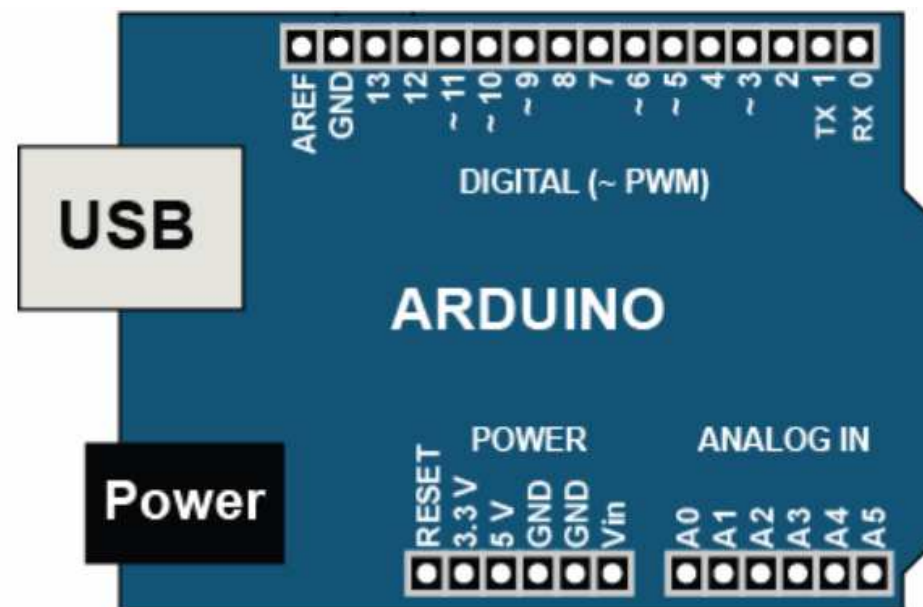 AREF
GND
13
12
~ 11
~ 10
~ 9
8
7
~ 6
~ 5
4
~ 3
2
TX 1
RX 0
DIGITAL (~ PWM)
USB
ARDUINO
Power
POWER
ANALOG IN
RESET
3.3 V
5 V
GND
GND
Vin
A0
A1
A2
A3
A4
A5